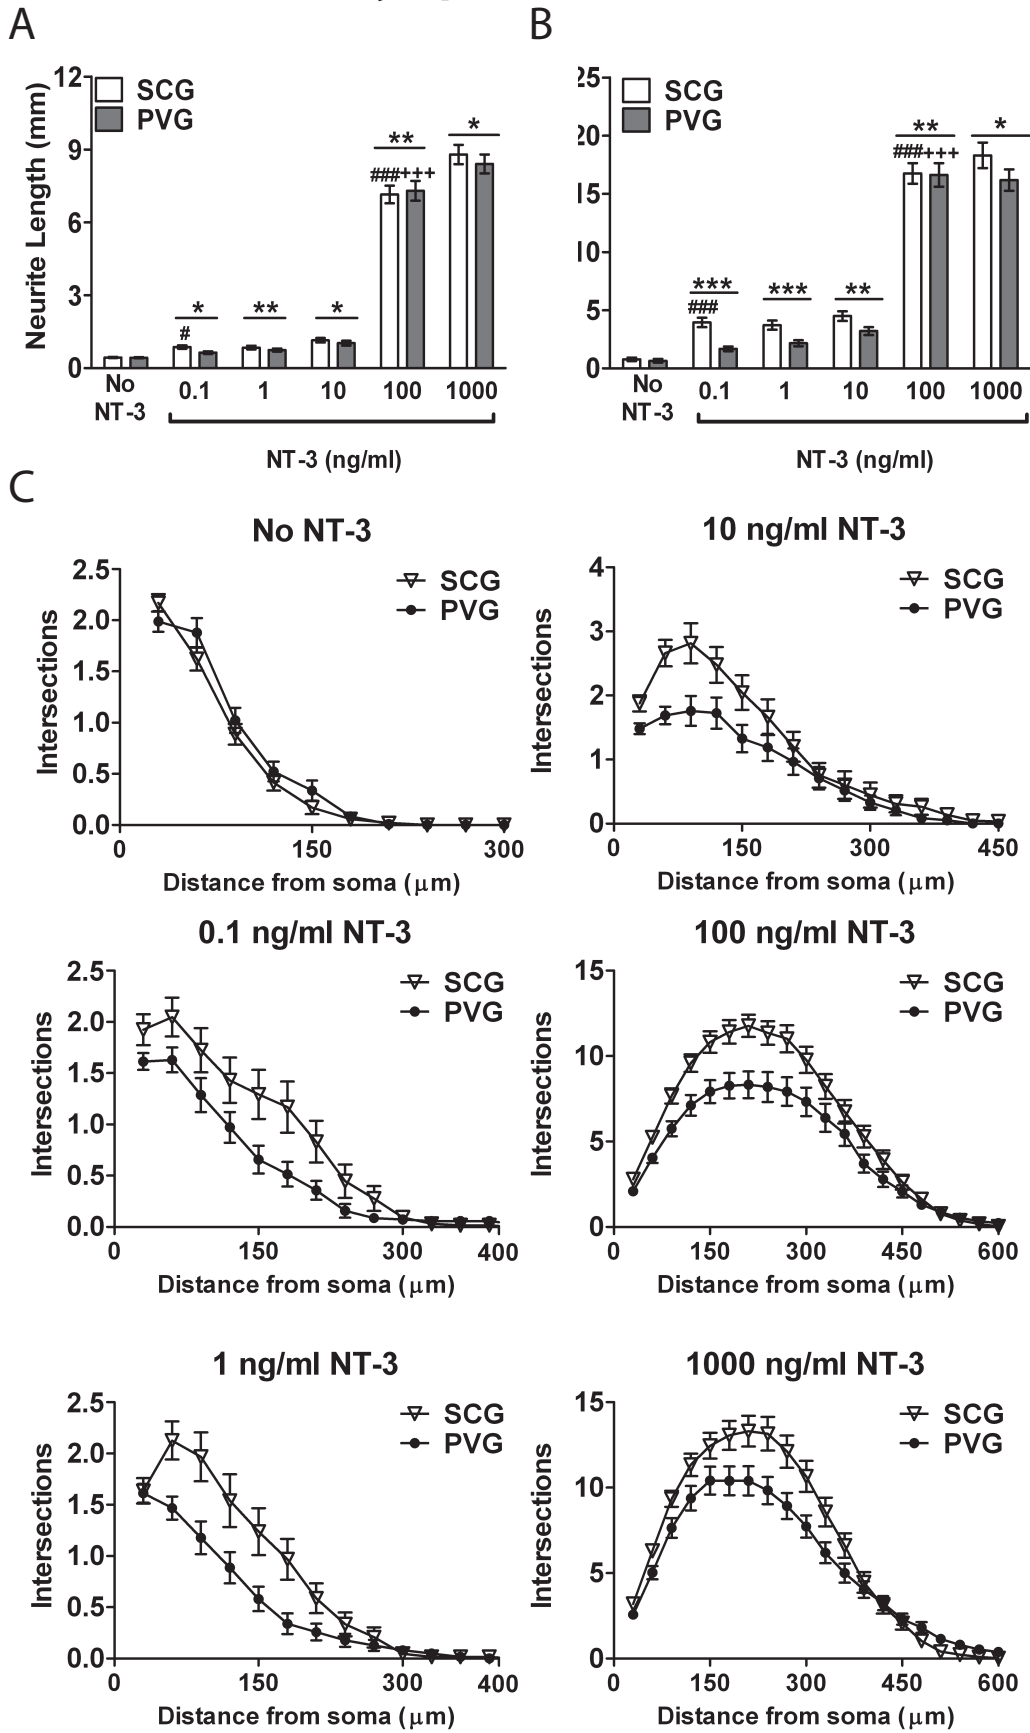 A
B
12
9
6
3
0
Neurite Length (mm)
SCG
PVG
#
*
**
*
**
###+++
*
No
NT-3
0.1
1
10
100
1000
NT-3 (ng/ml)
25
20
15
10
5
0
SCG
PVG
***
###
***
**
**
###+++
*
No
NT-3
0.1
1
10
100
1000
NT-3 (ng/ml)
C
No NT-3
2.5
2.0
1.5
1.0
0.5
0.0
Intersections
SCG
PVG
0
150
300
Distance from soma (μm)
10 ng/ml NT-3
4
3
2
1
0
Intersections
SCG
PVG
0
150
300
450
Distance from soma (μm)
0.1 ng/ml NT-3
2.5
2.0
1.5
1.0
0.5
0.0
Intersections
SCG
PVG
0
150
300
400
Distance from soma (μm)
100 ng/ml NT-3
15
10
5
0
Intersections
SCG
PVG
0
150
300
450
600
Distance from soma (μm)
1 ng/ml NT-3
2.5
2.0
1.5
1.0
0.5
0.0
Intersections
SCG
PVG
0
150
300
400
Distance from soma (μm)
1000 ng/ml NT-3
15
10
5
0
Intersections
SCG
PVG
0
150
300
450
600
Distance from soma (μm)